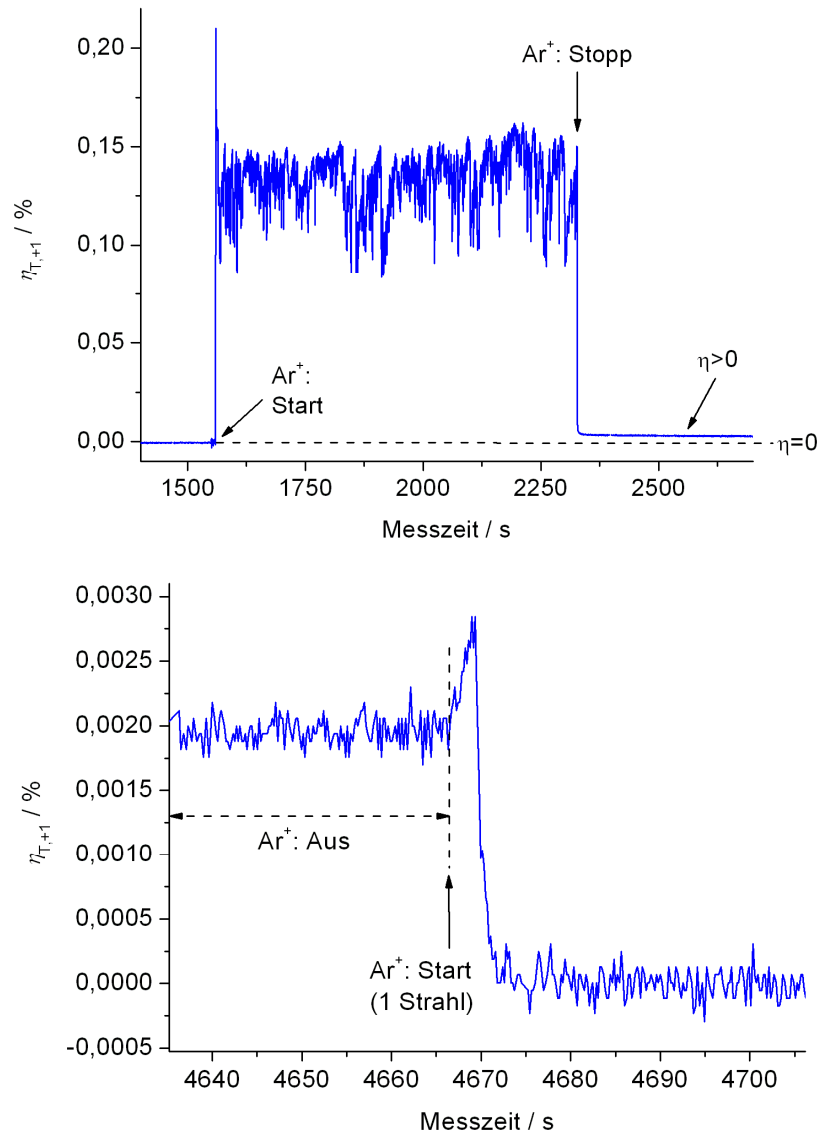 0,20
0,15
0,10
0,05
0,00
η_T,+1 / %
Ar⁺: Stopp
Ar⁺:
Start
η>0
η=0
1500 1750 2000 2250 2500
Messzeit / s
0,0030
0,0025
0,0020
0,0015
0,0010
0,0005
0,0000
-0,0005
η_T,+1 / %
Ar⁺: Aus
Ar⁺: Start
(1 Strahl)
4640 4650 4660 4670 4680 4690 4700
Messzeit / s